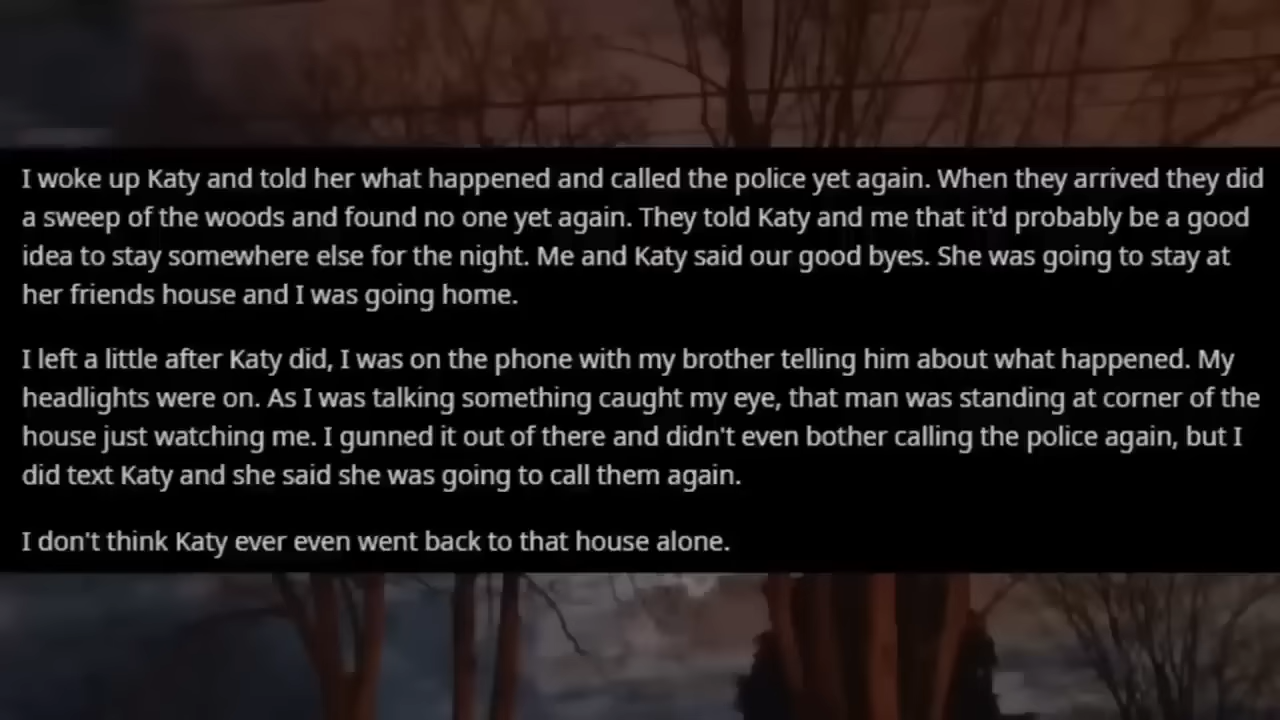 I woke up Katy and told her what happened and called the police yet again. When they arrived they did
a sweep of the woods and found no one yet again. They told Katy and me that it'd probably be a good
idea to stay somewhere else for the night. Me and Katy said our good byes. She was going to stay at
her friends house and I was going home.
I left a little after Katy did, I was on the phone with my brother telling him about what happened. My
headlights were on. As I was talking something caught my eye, that man was standing at corner of the
house just watching me. I gunned it out of there and didn't even bother calling the police again, but I
did text Katy and she said she was going to call them again.
I don't think Katy ever even went back to that house alone.